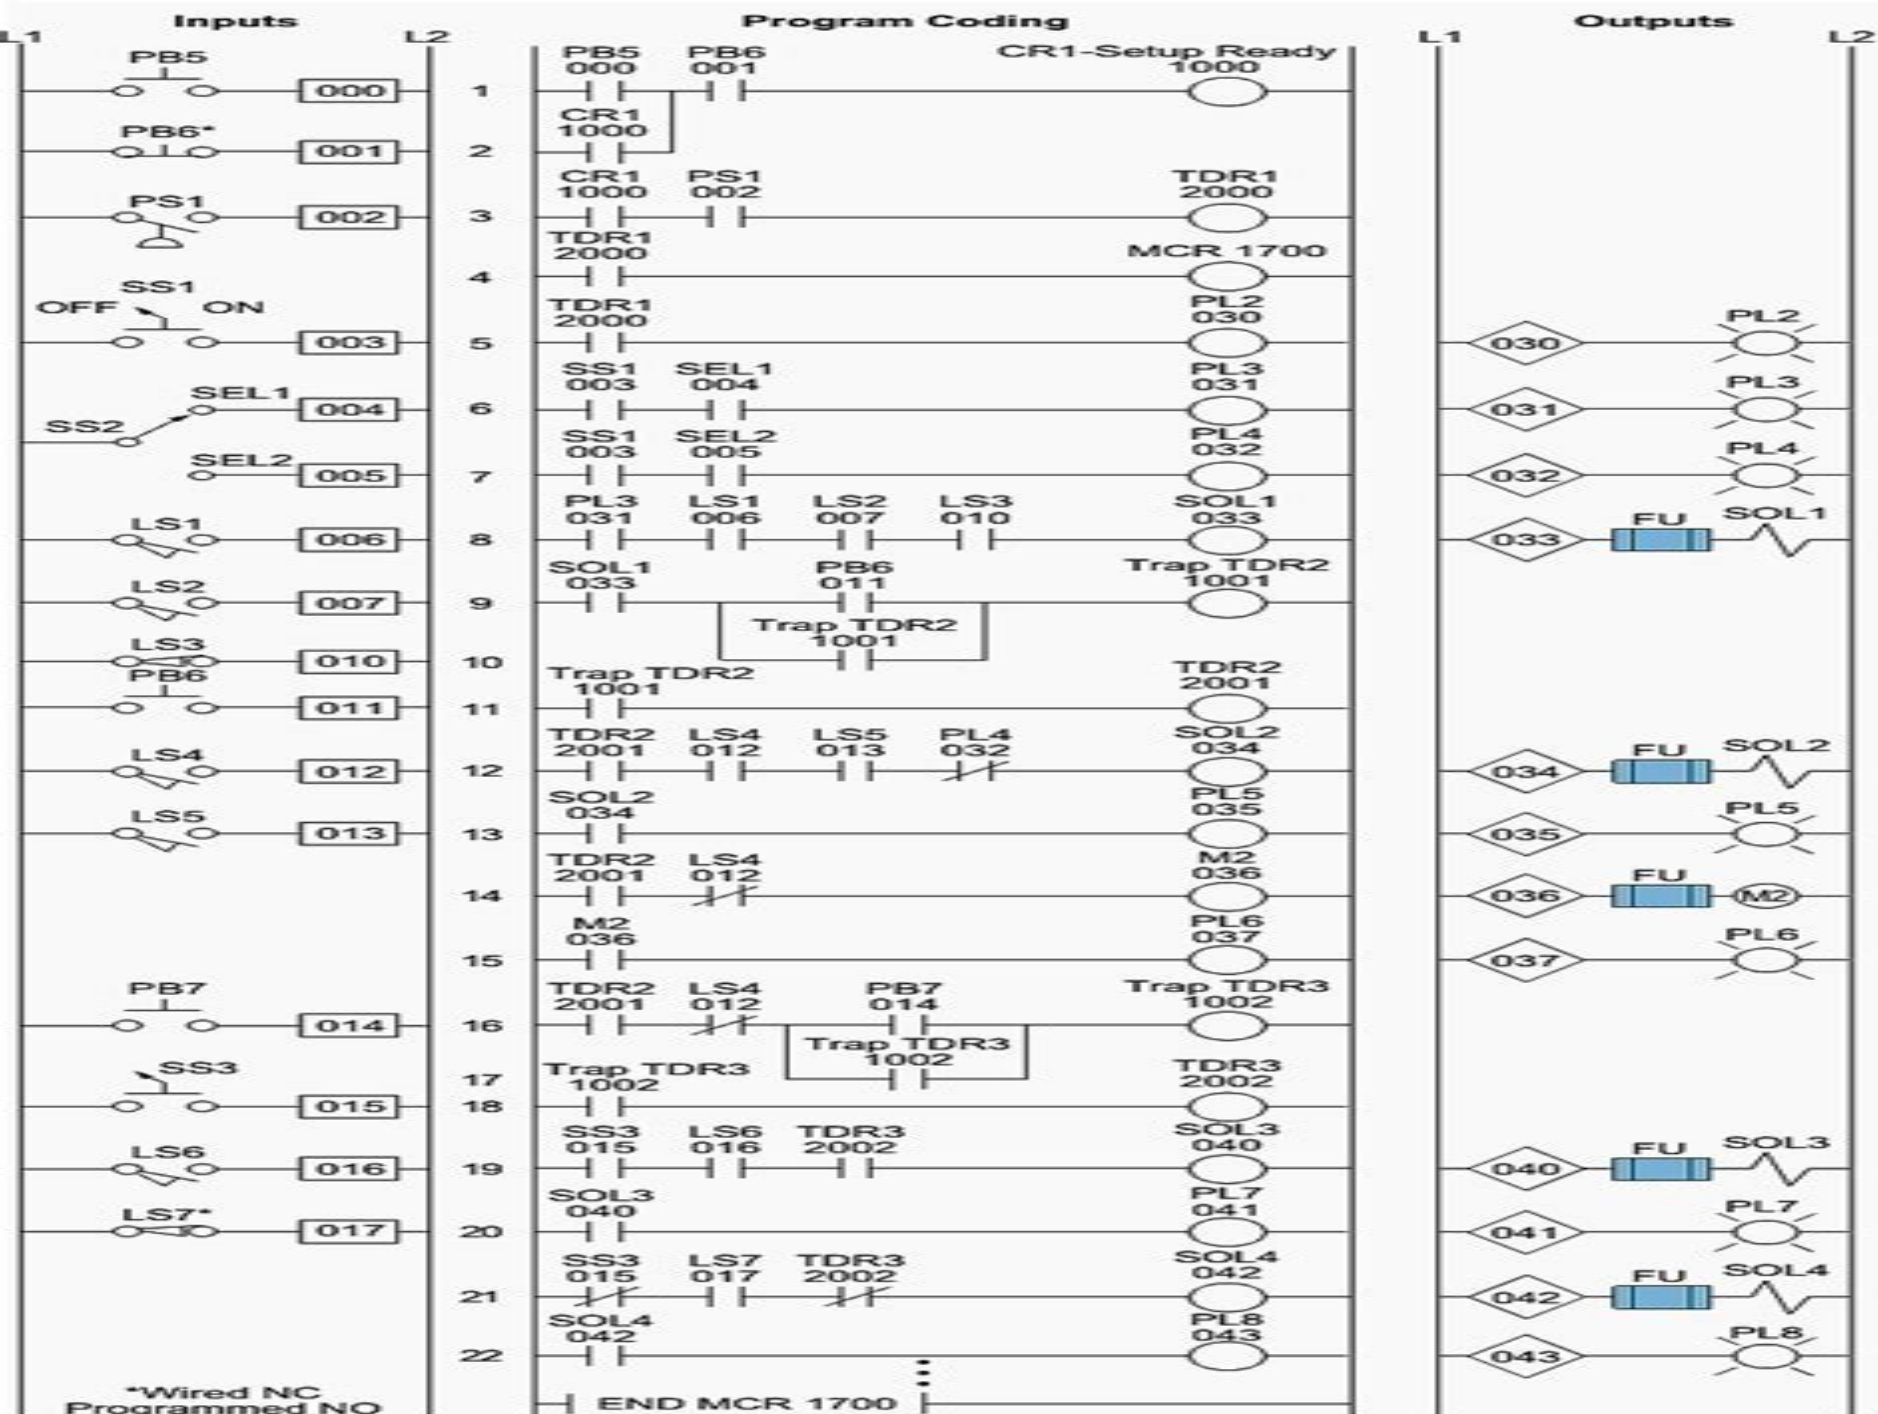 Inputs
Program Coding
Outputs
L1
L2
L1
L2
PB5
000
PB6*
001
PS1
002
SS1
OFF
ON
003
SEL1
SS2
004
SEL2
005
LS1
006
LS2
007
LS3
010
PB6
011
LS4
012
LS5
013
PB7
014
SS3
015
LS6
016
LS7*
017
*Wired NC
Programmed NO
PB5 PB6 CR1-Setup Ready
000 001 1000
1
CR1
1000
2
CR1 PS1 TDR1
1000 002 2000
3
TDR1
2000 MCR 1700
4
TDR1 PL2
2000 030
5
SS1 SEL1 PL3
003 004 031
6
SS1 SEL2 PL4
003 005 032
7
PL3 LS1 LS2 LS3 SOL1
031 006 007 010 033
8
SOL1 PB6 Trap TDR2
033 011 1001
9
Trap TDR2
1001
10
Trap TDR2 TDR2
1001 2001
11
TDR2 LS4 LS5 PL4 SOL2
2001 012 013 032 034
12
SOL2 PL5
034 035
13
TDR2 LS4 M2
2001 012 036
14
M2 PL6
036 037
15
TDR2 LS4 PB7 Trap TDR3
2001 012 014 1002
16
Trap TDR3
1002
17
Trap TDR3 TDR3
1002 2002
18
SS3 LS6 TDR3 SOL3
015 016 2002 040
19
SOL3 PL7
040 041
20
SS3 LS7 TDR3 SOL4
015 017 2002 042
21
SOL4 PL8
042 043
22
END MCR 1700
PL2
030
PL3
031
PL4
032
FU SOL1
033
FU SOL2
034
PL5
035
FU
036 M2
PL6
037
FU SOL3
040
PL7
041
FU SOL4
042
PL8
043